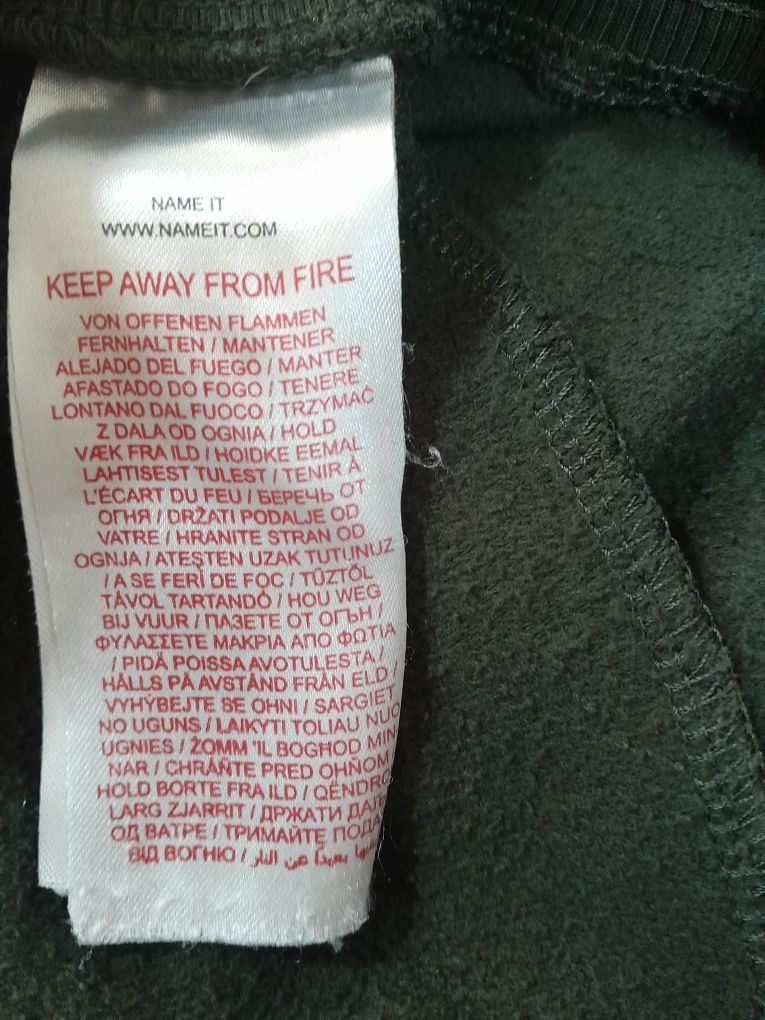 NAME IT
WWW.NAMEIT.COM
KEEP AWAY FROM FIRE
VON OFFENEN FLAMMEN
FERNHALTEN / MANTENER
ALEJADO DEL FUEGO / MANTER
AFASTADO DO FOGO / TENERE
LONTANO DAL FUOCO / TRZYMAĆ
Z DALA OD OGNIA / HOLD
VÆK FRA ILD / HOIDKE EEMAL
LAHTISEST TULEST / TENIR À
L'ÉCART DU FEU / БЕРЕЧЬ ОТ
ОГНЯ / DRŽATI PODALJE OD
VATRE / HRANITE STRAN OD
OGNJA / ATEŞTEN UZAK TUTUNUZ
/ A SE FERI DE FOC / TŰZTŐL
TÁVOL TARTANDÓ / HOU WEG
BIJ VUUR / ПАЗЕТЕ ОТ ОГЪН /
ΦΥΛΑΣΣΕΤΕ ΜΑΚΡΙΑ ΑΠΟ ΦΩΤΙΑ
/ PIDÄ POISSA AVOTULESTA /
HÅLLS PÅ AVSTÅND FRÅN ELD /
VYHÝBEJTE SE OHNI / SARGIET
NO UGUNS / LAIKYTI TOLIAU NUO
UGNIES / ŻOMM 'IL BOGĦOD MIN
NAR / CHRÁŇTE PRED OHŇOM
HOLD BORTE FRA ILD /
LARG ZJARRIT / ДРЖАТИ
ОД ВАТРЕ / ТРИМАЙТЕ
ВІД ВОГНЮ / بعيداً عن النار